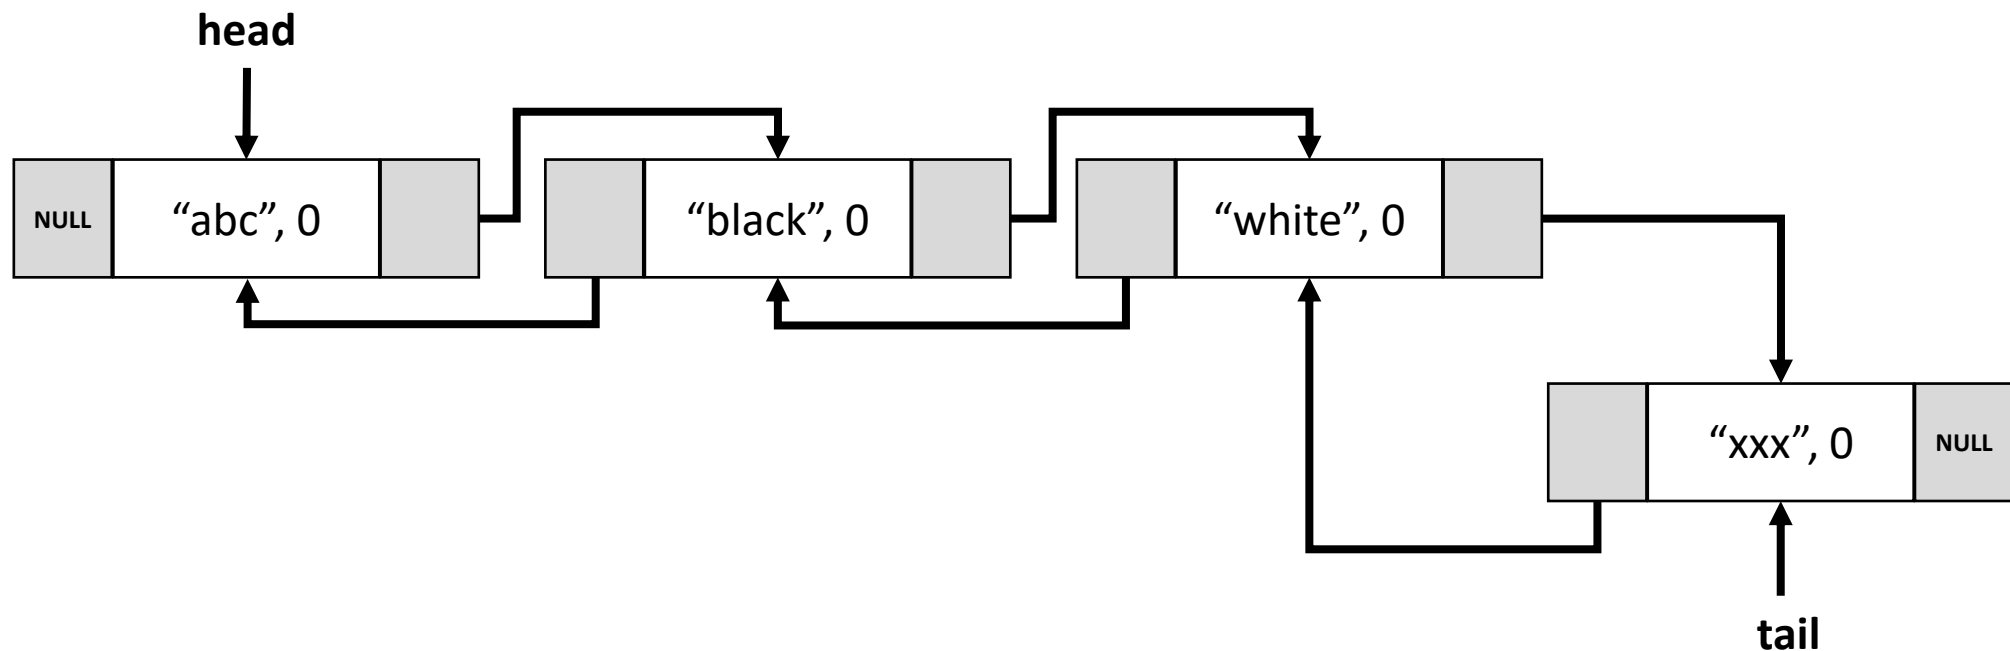 head
NULL
“abc”, 0
“black”, 0
“white”, 0
“xxx”, 0
NULL
tail